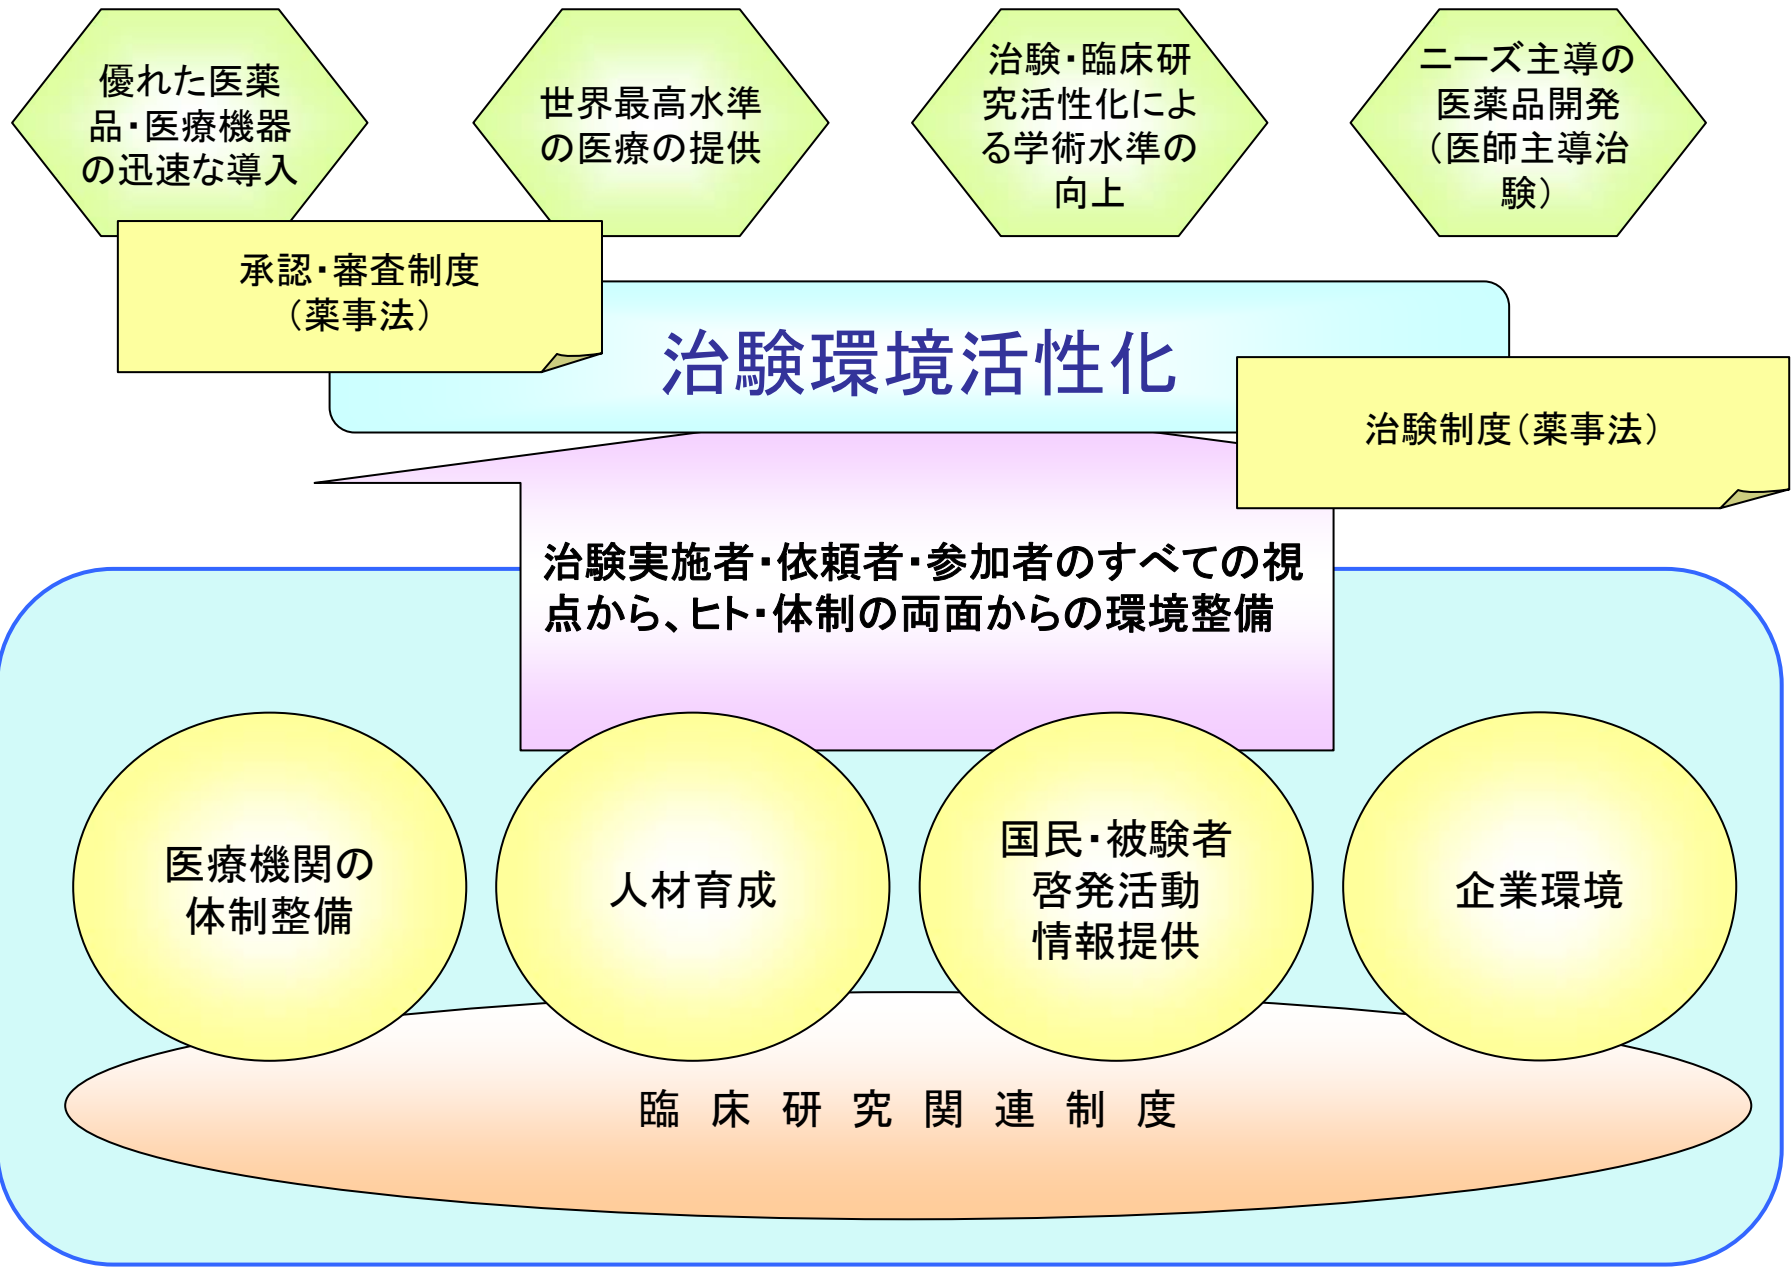 優れた医薬
品・医療機器
の迅速な導入
世界最高水準
の医療の提供
治験・臨床研
究活性化によ
る学術水準の
向上
ニーズ主導の
医薬品開発
（医師主導治
験）
承認・審査制度
（薬事法）
治験環境活性化
治験制度（薬事法）
治験実施者・依頼者・参加者のすべての視
点から、ヒト・体制の両面からの環境整備
医療機関の
体制整備
人材育成
国民・被験者
啓発活動
情報提供
企業環境
臨 床 研 究 関 連 制 度